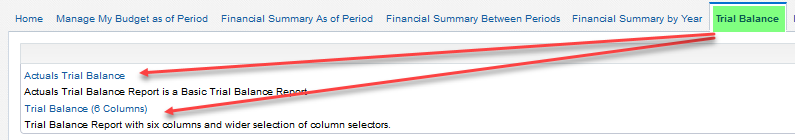 Home Manage My Budget as of Period Financial Summary As of Period Financial Summary Between Periods Financial Summary by Year Trial Balance
Actuals Trial Balance
Actuals Trial Balance Report is a Basic Trial Balance Report
Trial Balance (6 Columns)
Trial Balance Report with six columns and wider selection of column selectors.